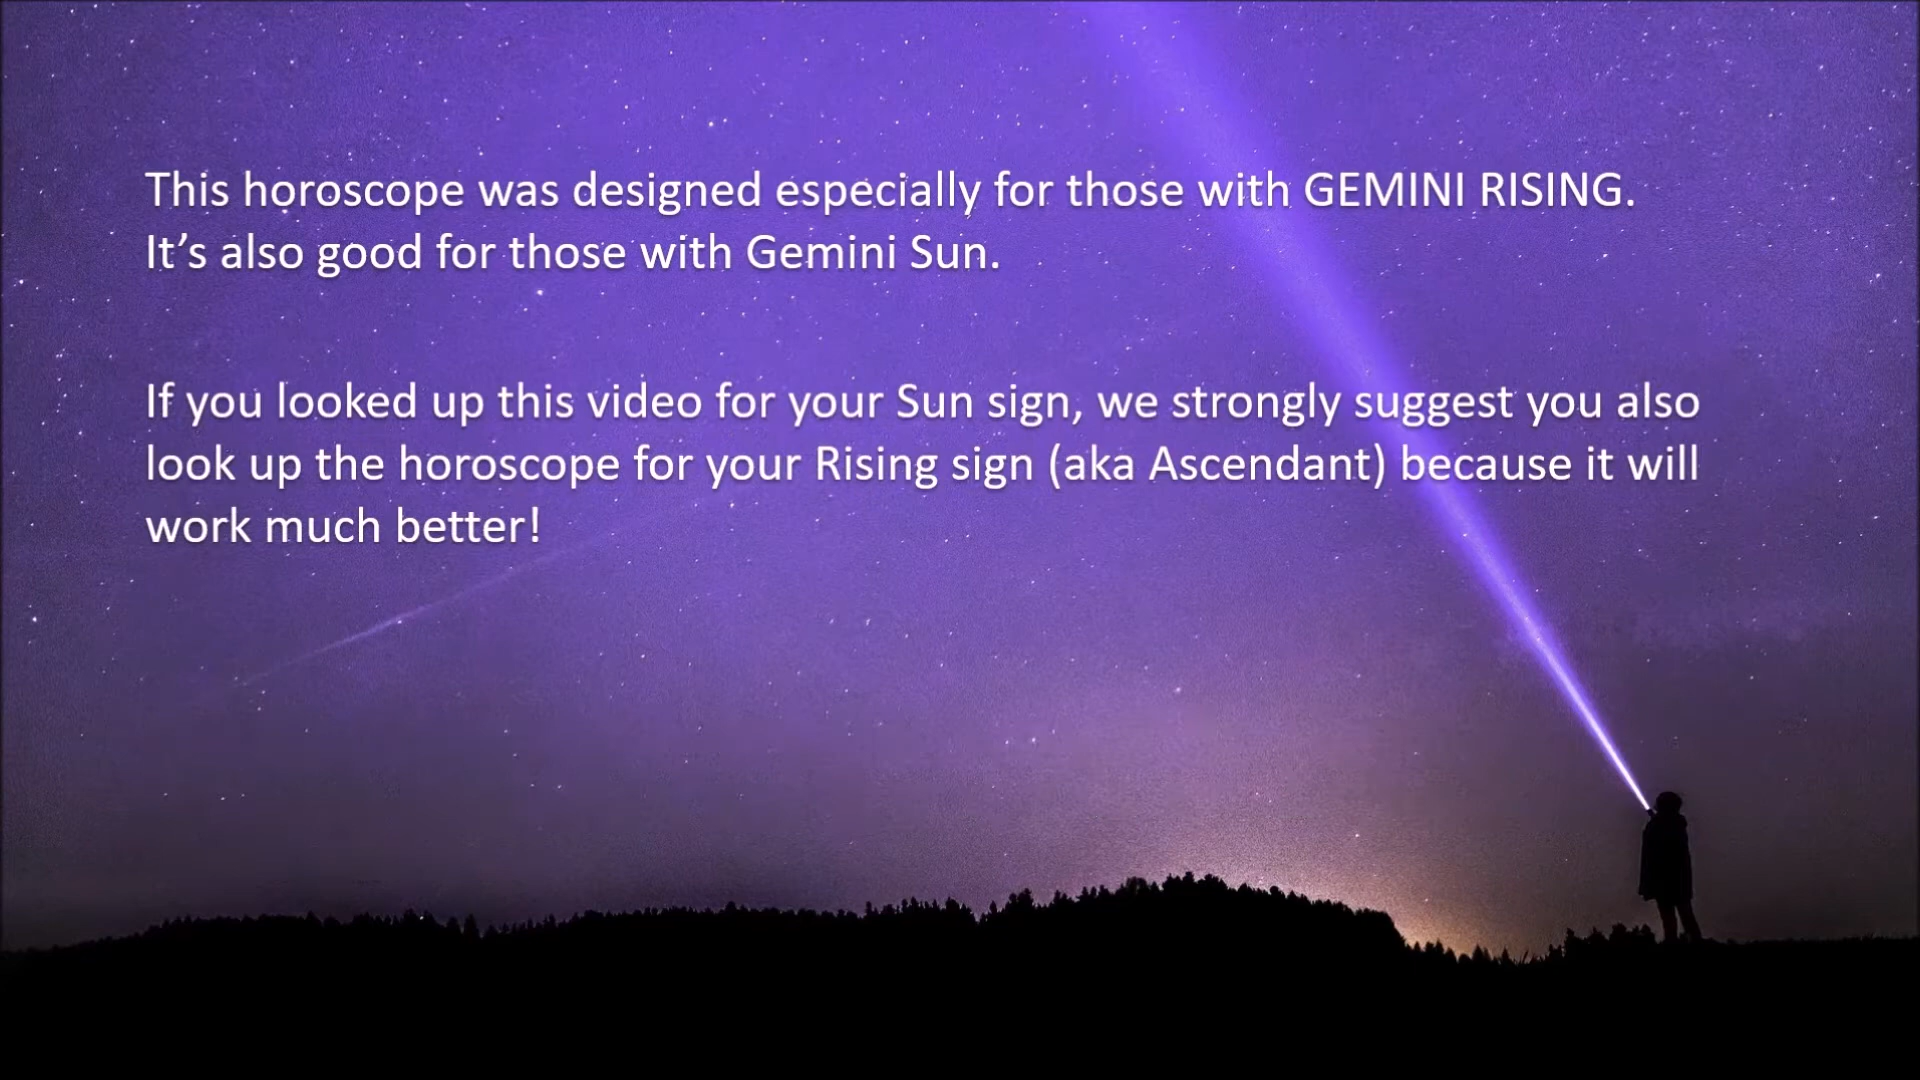 This horoscope was designed especially for those with GEMINI RISING.
It’s also good for those with Gemini Sun.
If you looked up this video for your Sun sign, we strongly suggest you also
look up the horoscope for your Rising sign (aka Ascendant) because it will
work much better!